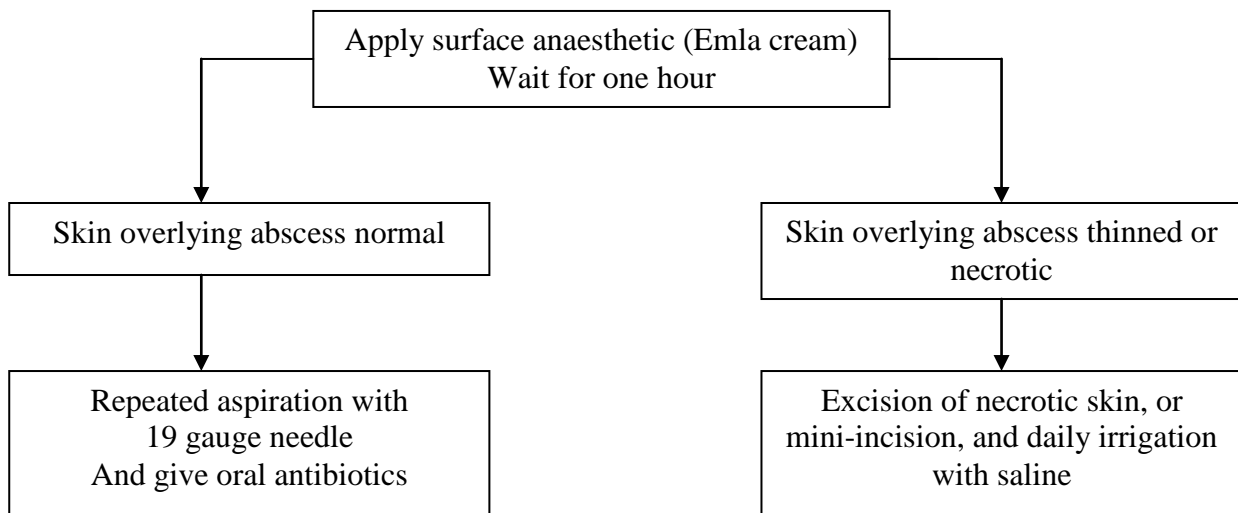 Apply surface anaesthetic (Emla cream)
Wait for one hour
Skin overlying abscess normal
Skin overlying abscess thinned or
necrotic
Repeated aspiration with
19 gauge needle
And give oral antibiotics
Excision of necrotic skin, or
mini-incision, and daily irrigation
with saline